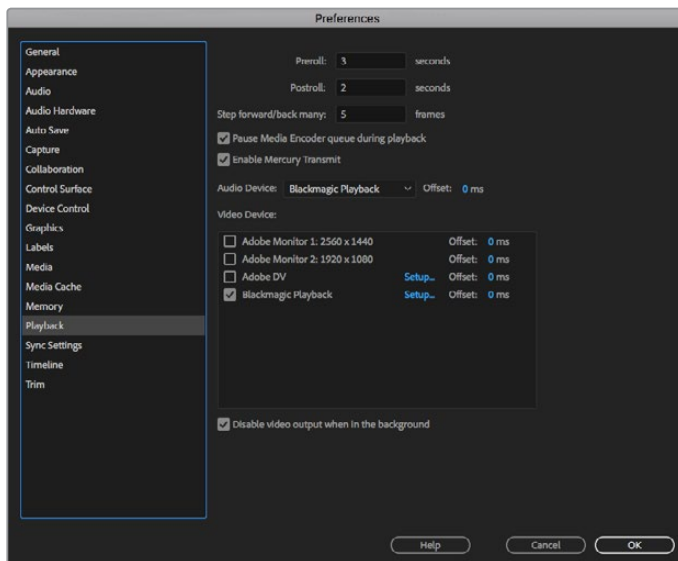 Preferences
General
Appearance
Audio
Audio Hardware
Auto Save
Capture
Collaboration
Control Surface
Device Control
Graphics
Labels
Media
Media Cache
Memory
Playback
Sync Settings
Timeline
Trim
Preroll: 3 seconds
Postroll: 2 seconds
Step forward/back many: 5 frames
Pause Media Encoder queue during playback
Enable Mercury Transmit
Audio Device: Blackmagic Playback Offset: 0 ms
Video Device:
Adobe Monitor 1: 2560 x 1440 Offset: 0 ms
Adobe Monitor 2: 1920 x 1080 Offset: 0 ms
Adobe DV Setup... Offset: 0 ms
Blackmagic Playback Setup... Offset: 0 ms
Disable video output when in the background
Help Cancel OK